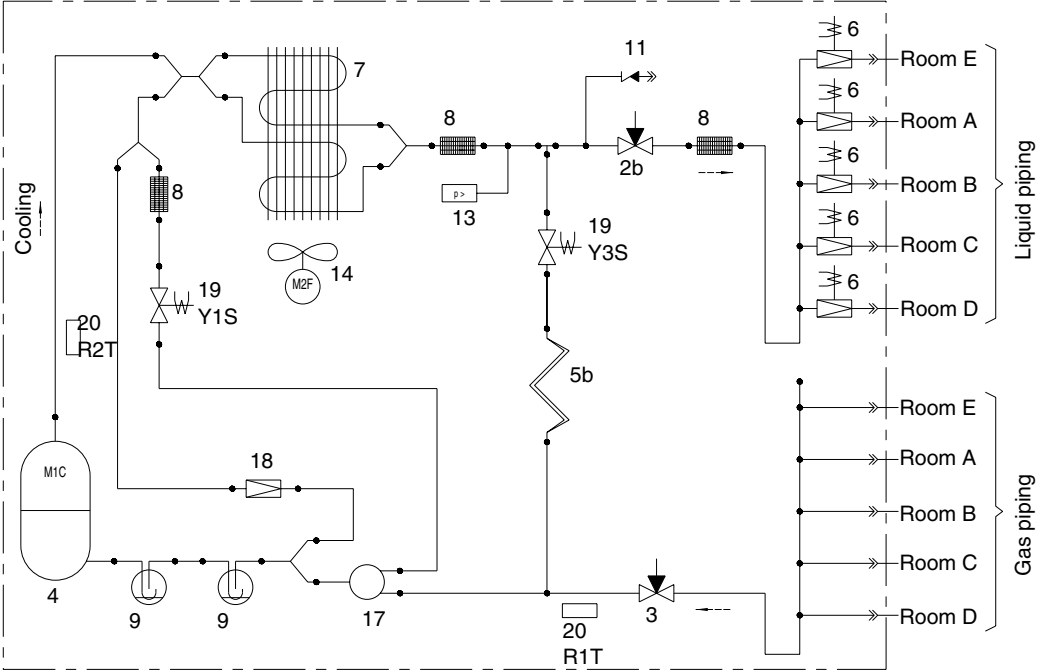 6
11
Room E
7
8
6
8
Room A
2b
6
8
Room B
p >
13
Cooling
19
Y3S
6
Room C
Liquid piping
14
M2F
19
Y1S
6
Room D
20
R2T
5b
Room E
M1C
18
Room A
Room B
Gas piping
Room C
4
9
9
17
3
Room D
20
R1T